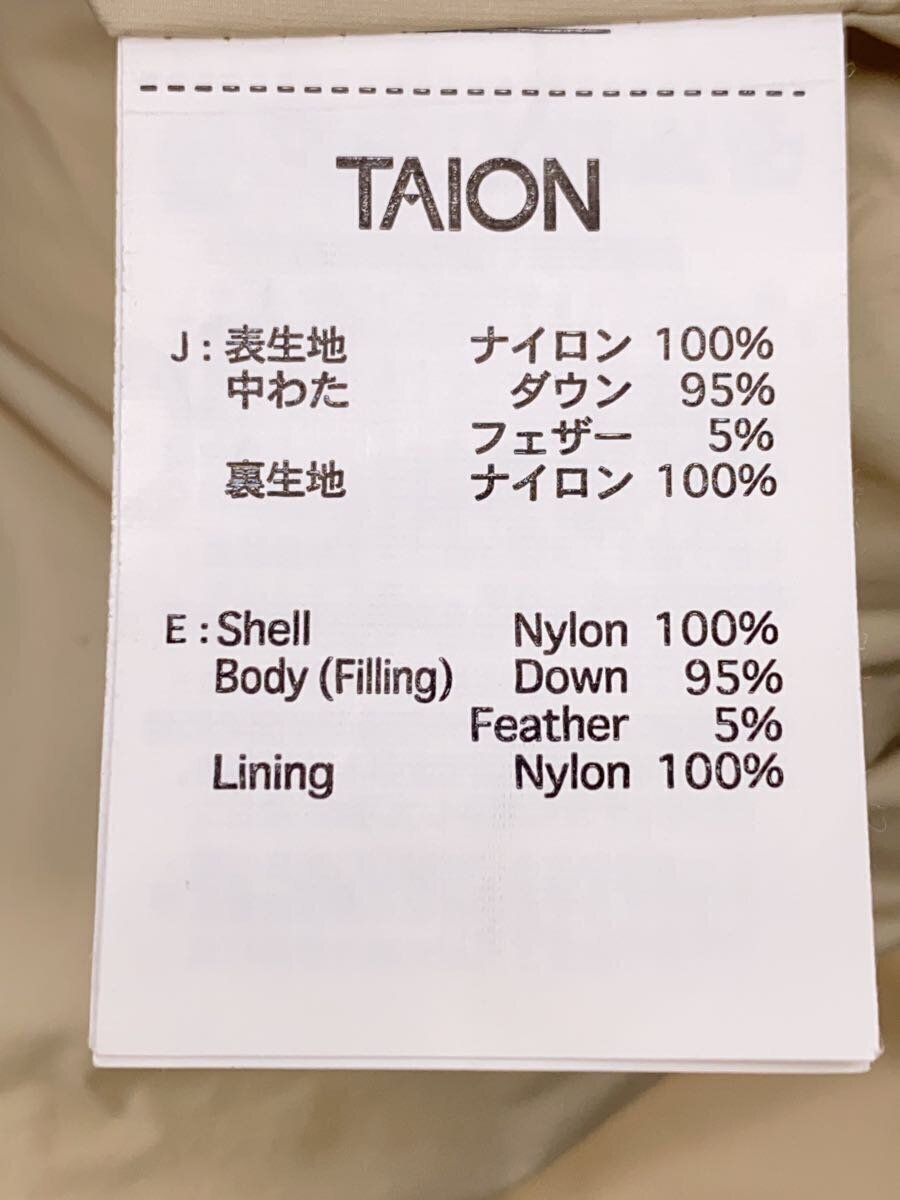 TAION
J : 表生地 ナイロン 100%
中わた ダウン 95%
フェザー 5%
裏生地 ナイロン 100%
E : Shell Nylon 100%
Body (Filling) Down 95%
Feather 5%
Lining Nylon 100%